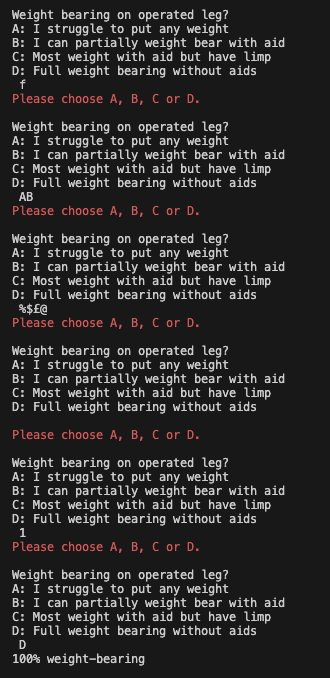 Weight bearing on operated leg?
A: I struggle to put any weight
B: I can partially weight bear with aid
C: Most weight with aid but have limp
D: Full weight bearing without aids
f
Please choose A, B, C or D.
Weight bearing on operated leg?
A: I struggle to put any weight
B: I can partially weight bear with aid
C: Most weight with aid but have limp
D: Full weight bearing without aids
AB
Please choose A, B, C or D.
Weight bearing on operated leg?
A: I struggle to put any weight
B: I can partially weight bear with aid
C: Most weight with aid but have limp
D: Full weight bearing without aids
%$£@
Please choose A, B, C or D.
Weight bearing on operated leg?
A: I struggle to put any weight
B: I can partially weight bear with aid
C: Most weight with aid but have limp
D: Full weight bearing without aids
Please choose A, B, C or D.
Weight bearing on operated leg?
A: I struggle to put any weight
B: I can partially weight bear with aid
C: Most weight with aid but have limp
D: Full weight bearing without aids
1
Please choose A, B, C or D.
Weight bearing on operated leg?
A: I struggle to put any weight
B: I can partially weight bear with aid
C: Most weight with aid but have limp
D: Full weight bearing without aids
D
100% weight-bearing